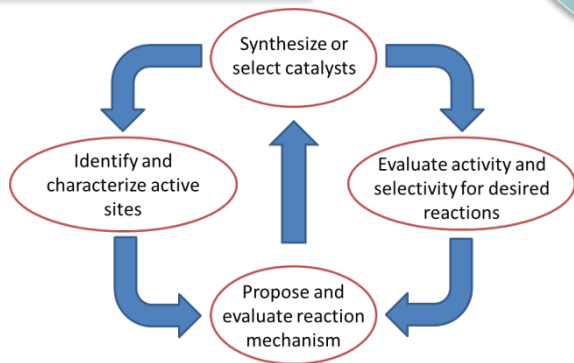 Synthesize or
select catalysts
Identify and
characterize active
sites
Evaluate activity and
selectivity for desired
reactions
Propose and
evaluate reaction
mechanism